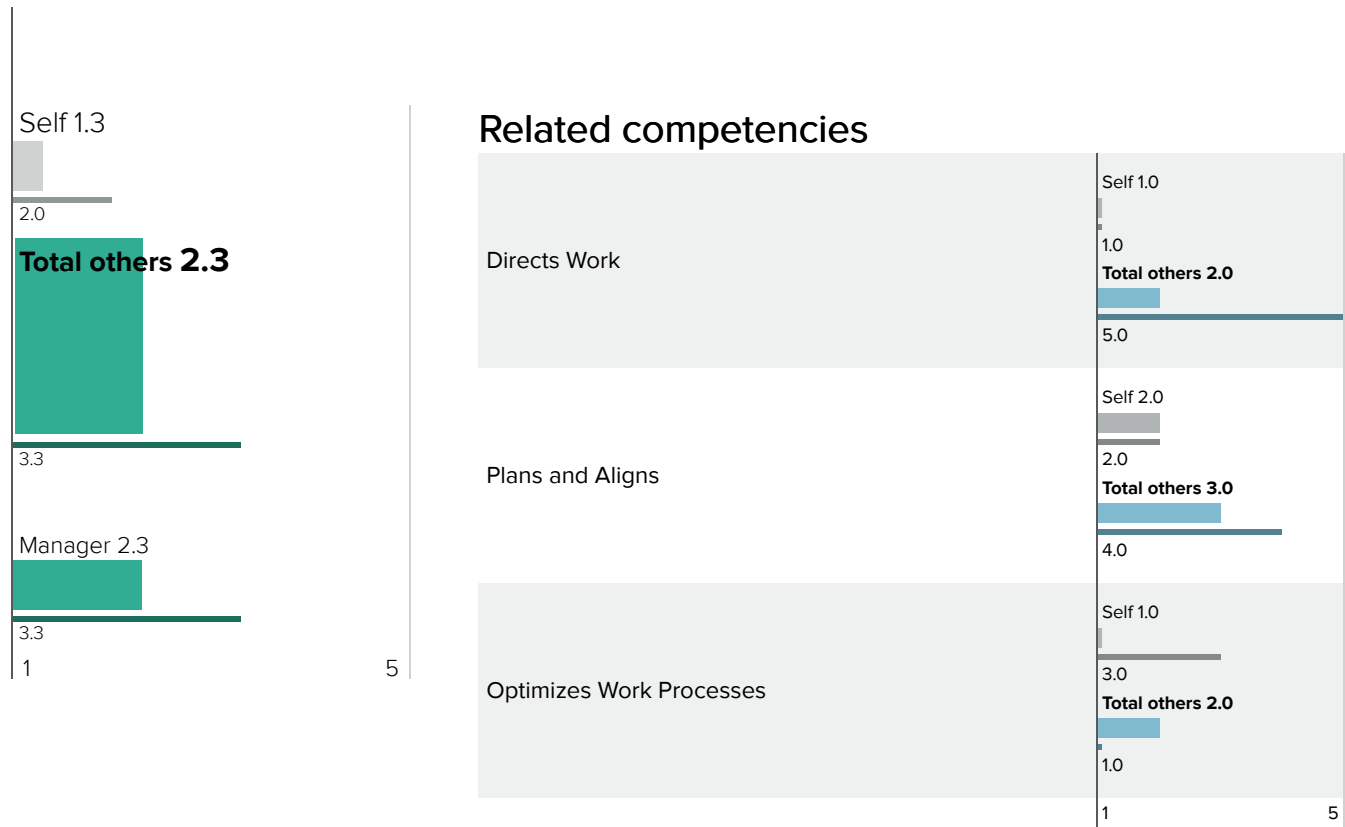 Self 1.3
2.0
Total others 2.3
3.3
Manager 2.3
3.3
1
5
Related competencies
Directs Work
Self 1.0
1.0
Total others 2.0
5.0
Plans and Aligns
Self 2.0
2.0
Total others 3.0
4.0
Optimizes Work Processes
Self 1.0
3.0
Total others 2.0
1.0
1
5